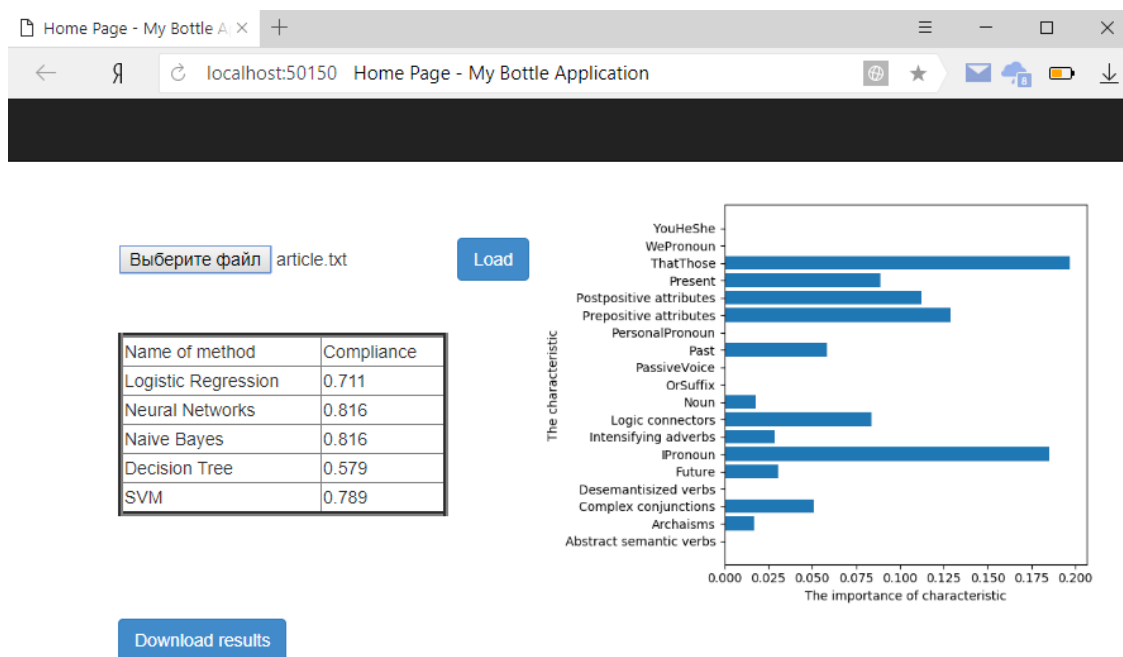 Home Page - My Bottle A
Я localhost:50150 Home Page - My Bottle Application 8
Выберите файл article.txt Load
Name of method Compliance
Logistic Regression 0.711
Neural Networks 0.816
Naive Bayes 0.816
Decision Tree 0.579
SVM 0.789
Download results
The characteristic
YouHeShe
WePronoun
ThatThose
Present
Postpositive attributes
Prepositive attributes
PersonalPronoun
Past
PassiveVoice
OrSuffix
Noun
Logic connectors
Intensifying adverbs
IPronoun
Future
Desemantisized verbs
Complex conjunctions
Archaisms
Abstract semantic verbs
0.000 0.025 0.050 0.075 0.100 0.125 0.150 0.175 0.200
The importance of characteristic